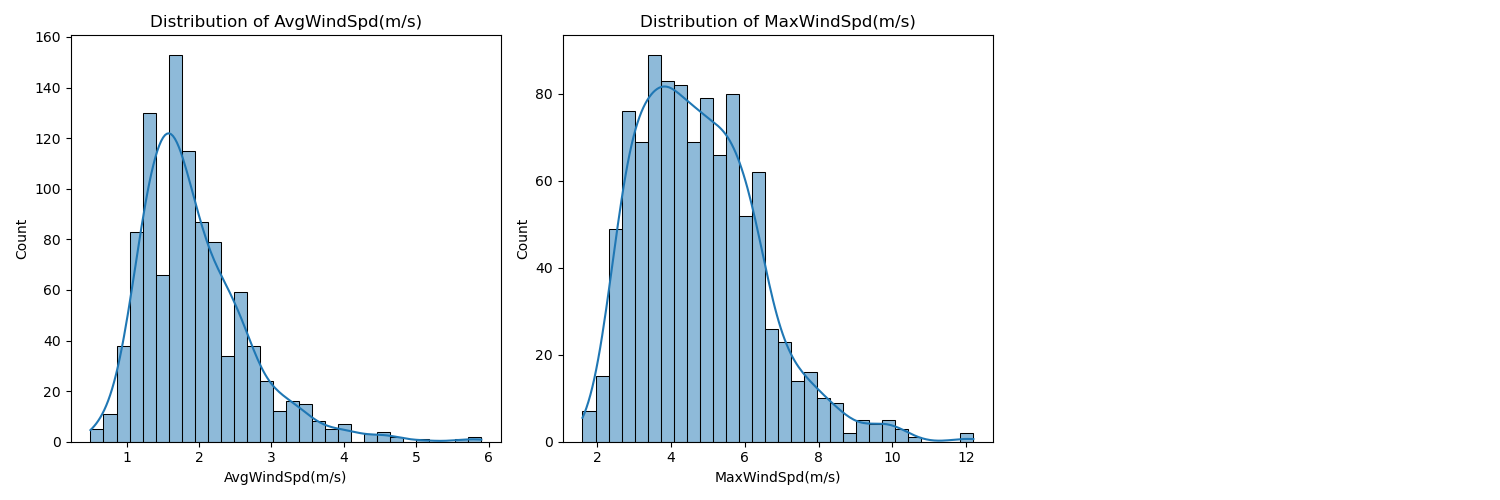 Distribution of AvgWindSpd(m/s)
160
140
120
100
80
60
40
20
0
Count
1 2 3 4 5 6
AvgWindSpd(m/s)
Distribution of MaxWindSpd(m/s)
80
60
40
20
0
Count
2 4 6 8 10 12
MaxWindSpd(m/s)